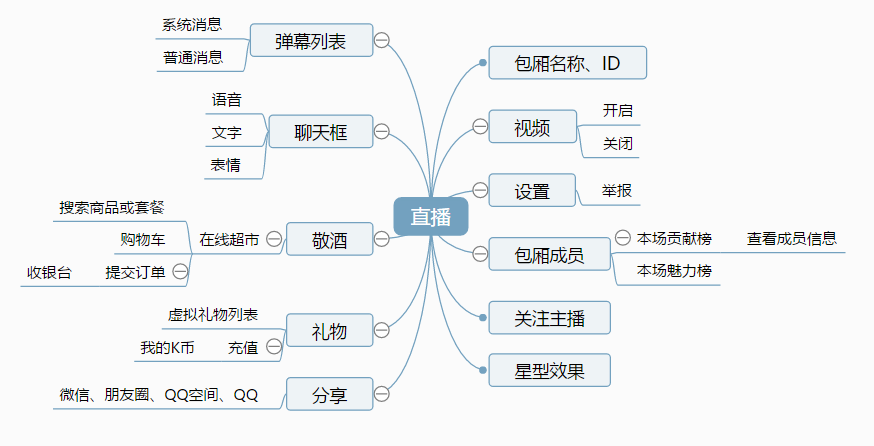 直播
弹幕列表
系统消息
普通消息
聊天框
语音
文字
表情
敬酒
在线超市
搜索商品或套餐
购物车
提交订单
收银台
礼物
虚拟礼物列表
充值
我的K币
分享
微信、朋友圈、QQ空间、QQ
包厢名称、ID
视频
开启
关闭
设置
举报
包厢成员
本场贡献榜
查看成员信息
本场魅力榜
关注主播
星型效果